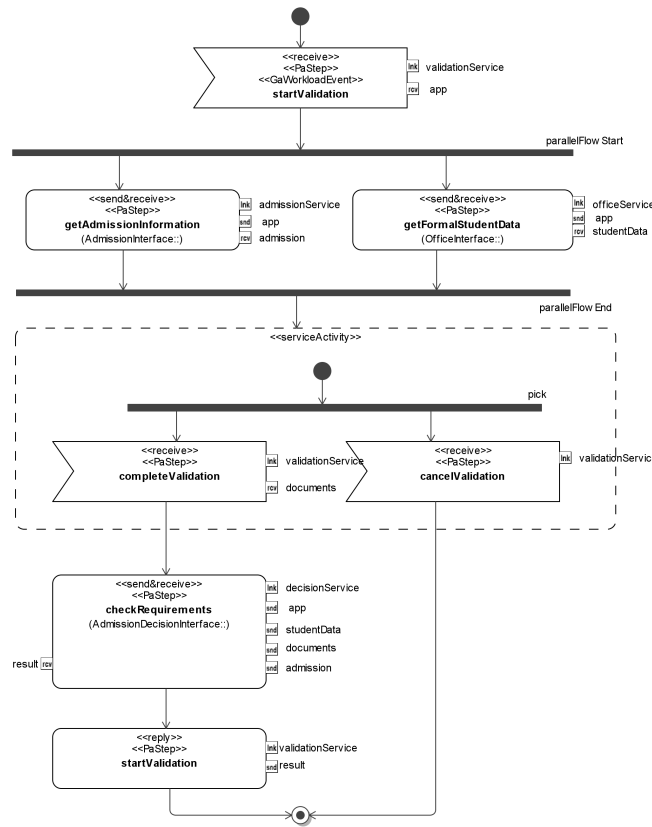 <<receive>>
<<PaStep>>
<<GaWorkloadEvent>>
startValidation
lnk validationService
rcv app
parallelFlow Start
<<send&receive>>
<<PaStep>>
getAdmissionInformation
(AdmissionInterface::)
lnk admissionService
snd app
rcv admission
<<send&receive>>
<<PaStep>>
getFormalStudentData
(OfficeInterface::)
lnk officeService
snd app
rcv studentData
parallelFlow End
<<serviceActivity>>
pick
<<receive>>
<<PaStep>>
completeValidation
lnk validationService
rcv documents
<<receive>>
<<PaStep>>
cancelValidation
lnk validationService
<<send&receive>>
<<PaStep>>
checkRequirements
(AdmissionDecisionInterface::)
lnk decisionService
snd app
snd studentData
snd documents
snd admission
result rcv
<<reply>>
<<PaStep>>
startValidation
lnk validationService
snd result